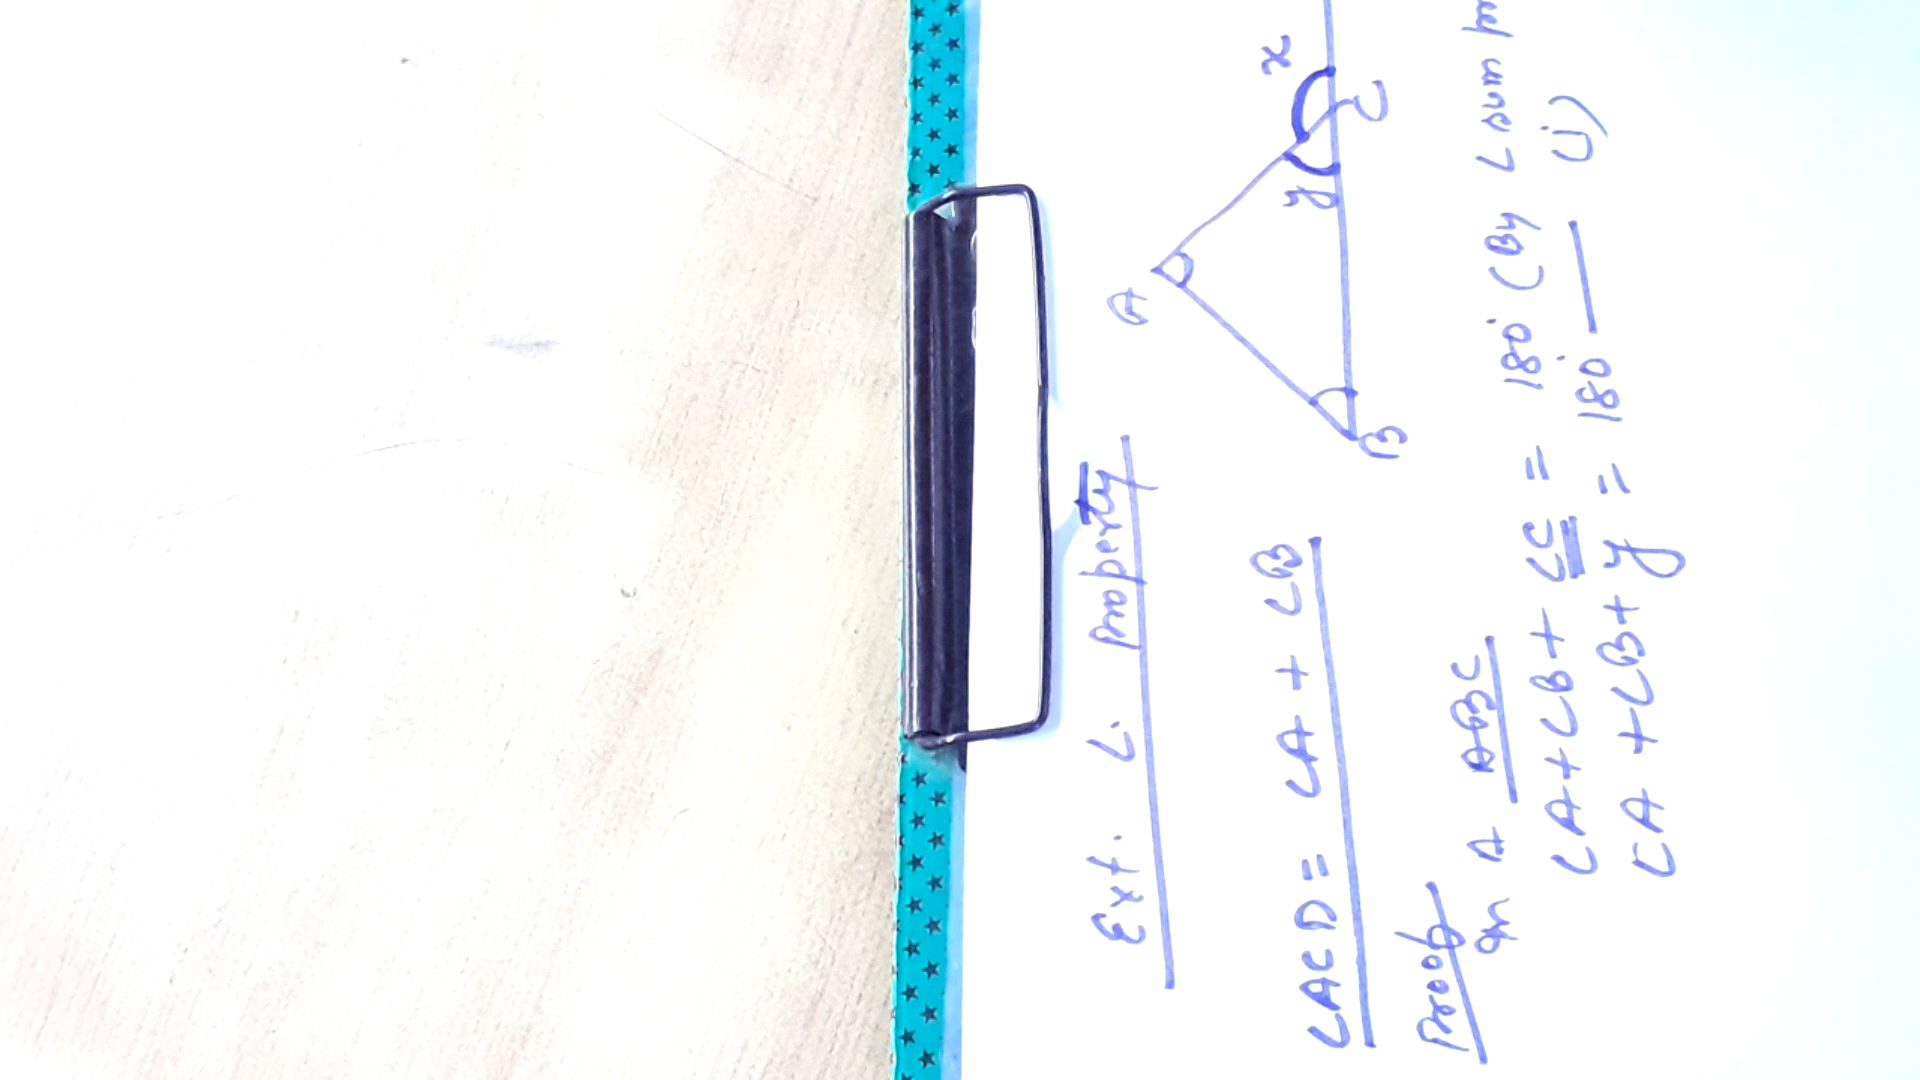 Ext. ∠. property
A
x
y
B
C
∠ACD = ∠A + ∠B
Proof
In Δ ABC
∠A+∠B+∠C = 180° (By ∠ sum
∠A+∠B+y = 180° — (i)